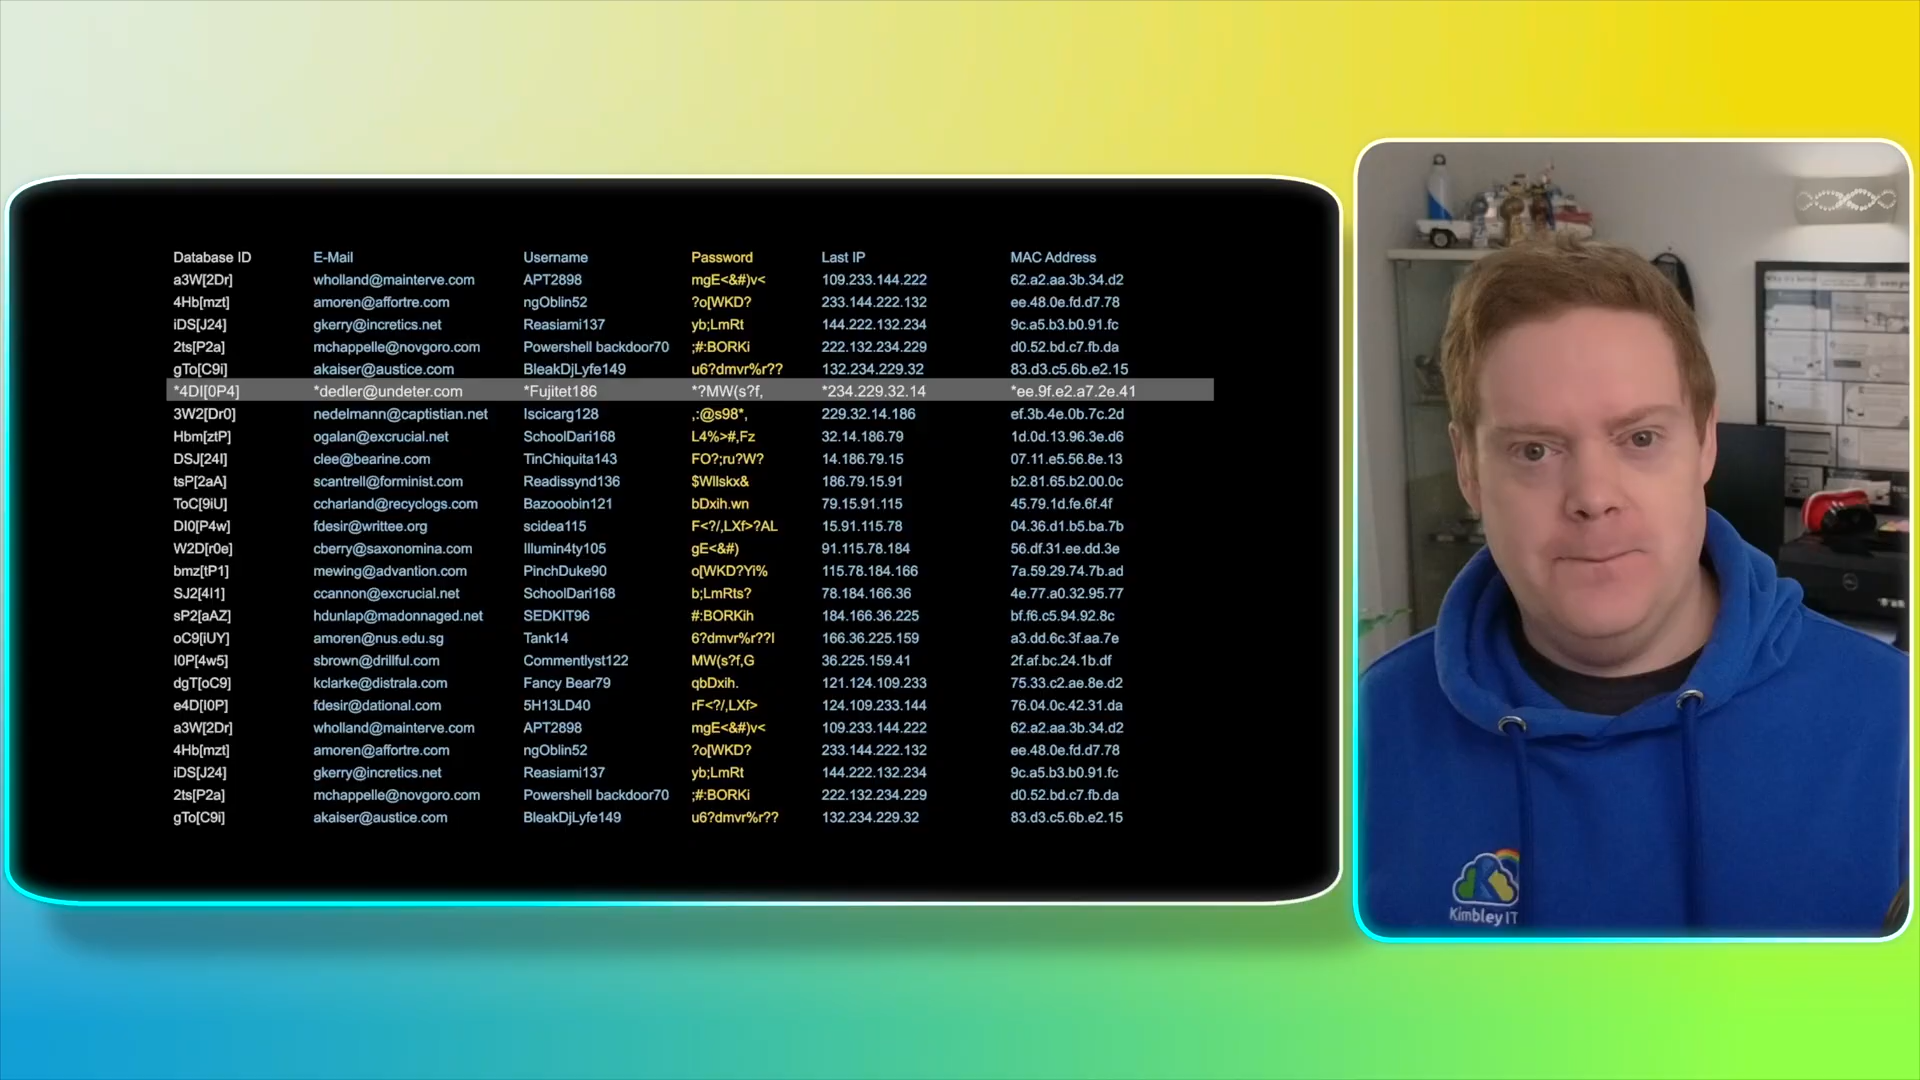 Database ID E-Mail Username Password Last IP MAC Address
a3W[2Dr] wholland@mainterve.com APT2898 mgE<&#)v< 109.233.144.222 62.a2.aa.3b.34.d2
4Hb[mzt] amoren@affortre.com ngOblin52 ?o[WKD? 233.144.222.132 ee.48.0e.fd.d7.78
iDS[J24] gkerry@incretics.net Reasiami137 yb;LmRt 144.222.132.234 9c.a5.b3.b0.91.fc
2ts[P2a] mchappelle@novgoro.com Powershell backdoor70 ;#:BORKi 222.132.234.229 d0.52.bd.c7.fb.da
gTo[C9i] akaiser@austice.com BleakDjLyfe149 u6?dmvr%r?? 132.234.229.32 83.d3.c5.6b.e2.15
*4DI[0P4] *dedler@undeter.com *Fujitet186 *?MW(s?f, *234.229.32.14 *ee.9f.e2.a7.2e.41
3W2[Dr0] nedelmann@captistian.net Iscicarg128 ,:@s98*, 229.32.14.186 ef.3b.4e.0b.7c.2d
Hbm[ztP] ogalan@excrucial.net SchoolDari168 L4%>#,Fz 32.14.186.79 1d.0d.13.96.3e.d6
DSJ[24I] clee@bearine.com TinChiquita143 FO?;ru?W? 14.186.79.15 07.11.e5.56.8e.13
tsP[2aA] scantrell@forminist.com Readissynd136 $Wllskx& 186.79.15.91 b2.81.65.b2.00.0c
ToC[9iU] ccharland@recyclogs.com Bazooobin121 bDxih.wn 79.15.91.115 45.79.1d.fe.6f.4f
DI0[P4w] fdesir@writtee.org scidea115 F<?/,LXf>?AL 15.91.115.78 04.36.d1.b5.ba.7b
W2D[r0e] cberry@saxonomina.com Illumin4ty105 gE<&#) 91.115.78.184 56.df.31.ee.dd.3e
bmz[tP1] mewing@advantion.com PinchDuke90 o[WKD?Yi% 115.78.184.166 7a.59.29.74.7b.ad
SJ2[4I1] ccannon@excrucial.net SchoolDari168 b;LmRts? 78.184.166.36 4e.77.a0.32.95.77
sP2[aAZ] hdunlap@madonnaged.net SEDKIT96 #:BORKih 184.166.36.225 bf.f6.c5.94.92.8c
oC9[iUY] amoren@nus.edu.sg Tank14 6?dmvr%r??I 166.36.225.159 a3.dd.6c.3f.aa.7e
I0P[4w5] sbrown@drillful.com Commentlyst122 MW(s?f,G 36.225.159.41 2f.af.bc.24.1b.df
dgT[oC9] kclarke@distrala.com Fancy Bear79 qbDxih. 121.124.109.233 75.33.c2.ae.8e.d2
e4D[I0P] fdesir@dational.com 5H13LD40 rF<?/,LXf> 124.109.233.144 76.04.0c.42.31.da
a3W[2Dr] wholland@mainterve.com APT2898 mgE<&#)v< 109.233.144.222 62.a2.aa.3b.34.d2
4Hb[mzt] amoren@affortre.com ngOblin52 ?o[WKD? 233.144.222.132 ee.48.0e.fd.d7.78
iDS[J24] gkerry@incretics.net Reasiami137 yb;LmRt 144.222.132.234 9c.a5.b3.b0.91.fc
2ts[P2a] mchappelle@novgoro.com Powershell backdoor70 ;#:BORKi 222.132.234.229 d0.52.bd.c7.fb.da
gTo[C9i] akaiser@austice.com BleakDjLyfe149 u6?dmvr%r?? 132.234.229.32 83.d3.c5.6b.e2.15
Kimbley IT